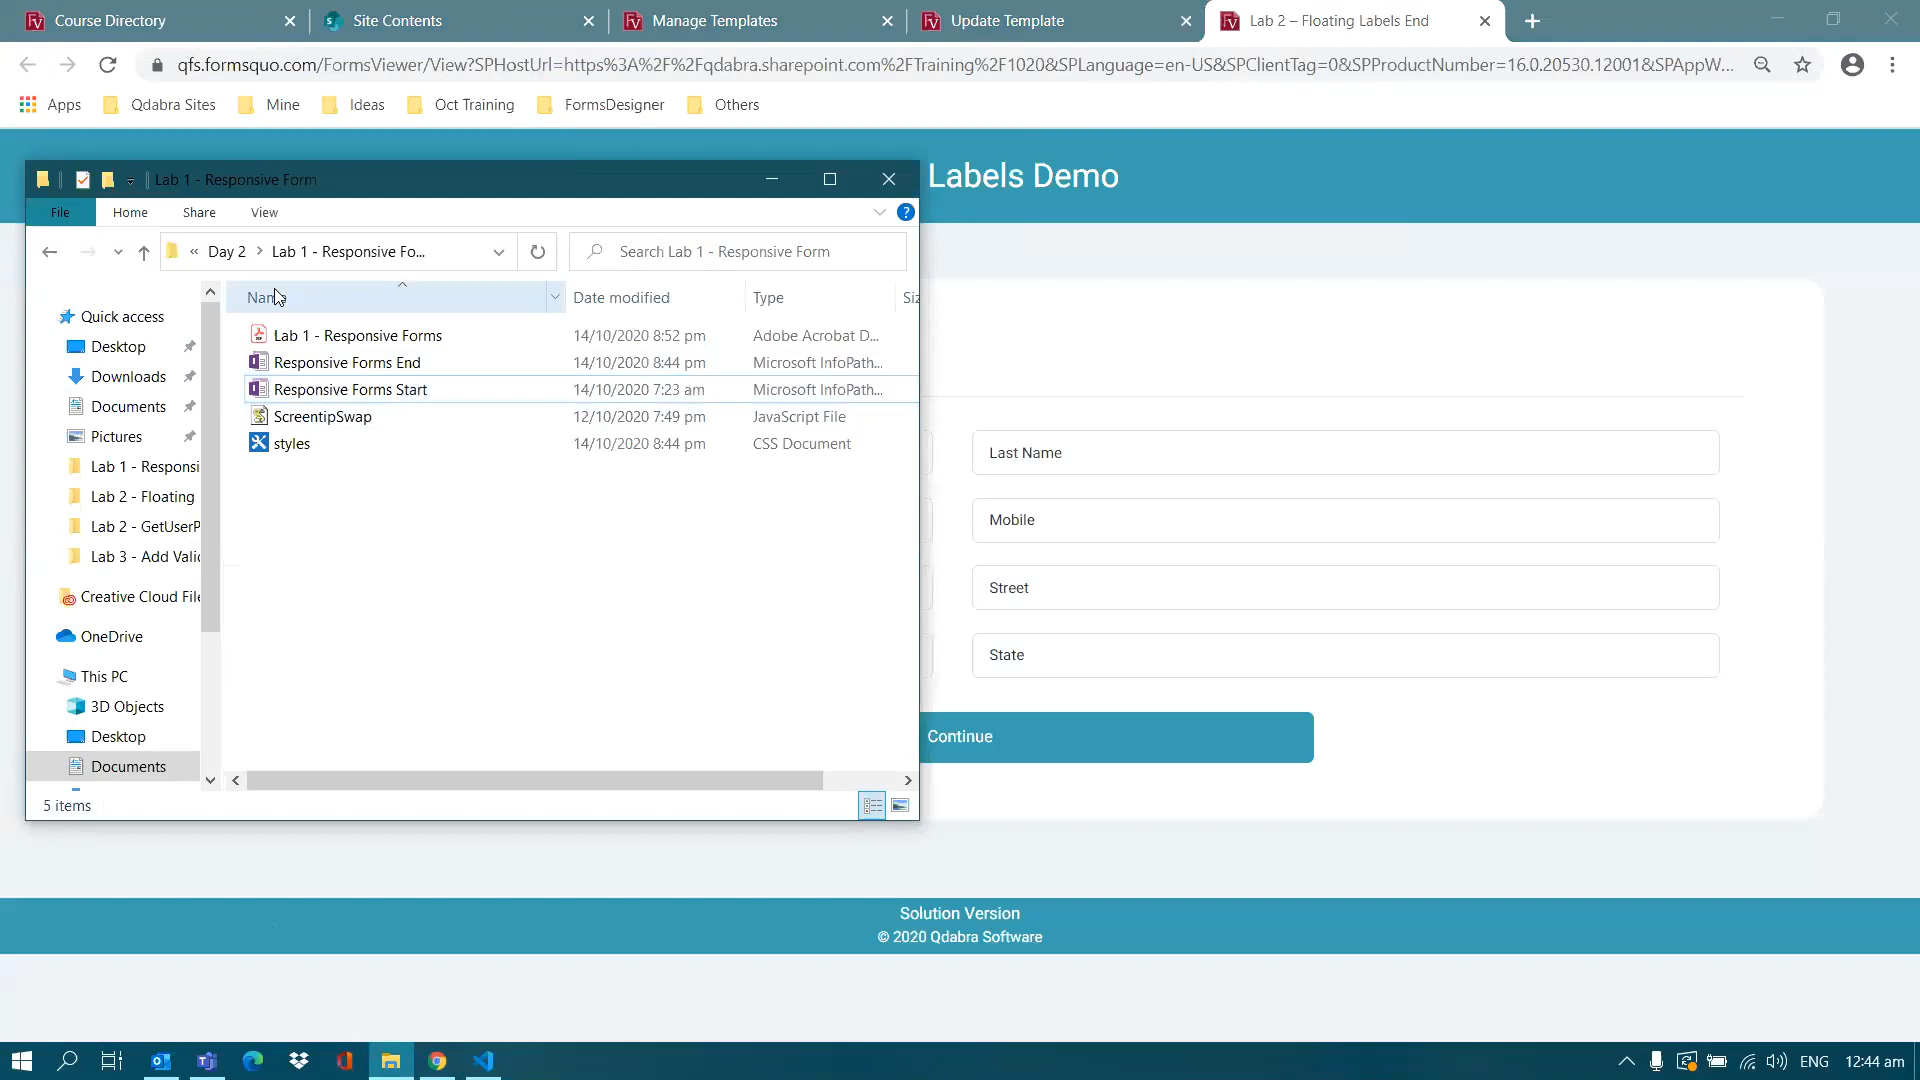 Course Directory
Site Contents
Manage Templates
Update Template
Lab 2 – Floating Labels End
qfs.formsquo.com/FormsViewer/View?SPHostUrl=https%3A%2F%2Fqdabra.sharepoint.com%2FTraining%2F1020&SPLanguage=en-US&SPClientTag=0&SPProductNumber=16.0.20530.12001&SPAppW...
Apps
Qdabra Sites
Mine
Ideas
Oct Training
FormsDesigner
Others
Labels Demo
Lab 1 - Responsive Form
File
Home
Share
View
« Day 2 > Lab 1 - Responsive Fo...
Search Lab 1 - Responsive Form
Name
Date modified
Type
Siz
Lab 1 - Responsive Forms 14/10/2020 8:52 pm Adobe Acrobat D...
Responsive Forms End 14/10/2020 8:44 pm Microsoft InfoPath...
Responsive Forms Start 14/10/2020 7:23 am Microsoft InfoPath...
ScreentipSwap 12/10/2020 7:49 pm JavaScript File
styles 14/10/2020 8:44 pm CSS Document
Quick access
Desktop
Downloads
Documents
Pictures
Lab 1 - Responsi
Lab 2 - Floating
Lab 2 - GetUserP
Lab 3 - Add Valid
Creative Cloud File
OneDrive
This PC
3D Objects
Desktop
Documents
5 items
Last Name
Mobile
Street
State
Continue
Solution Version
© 2020 Qdabra Software
ENG
12:44 am